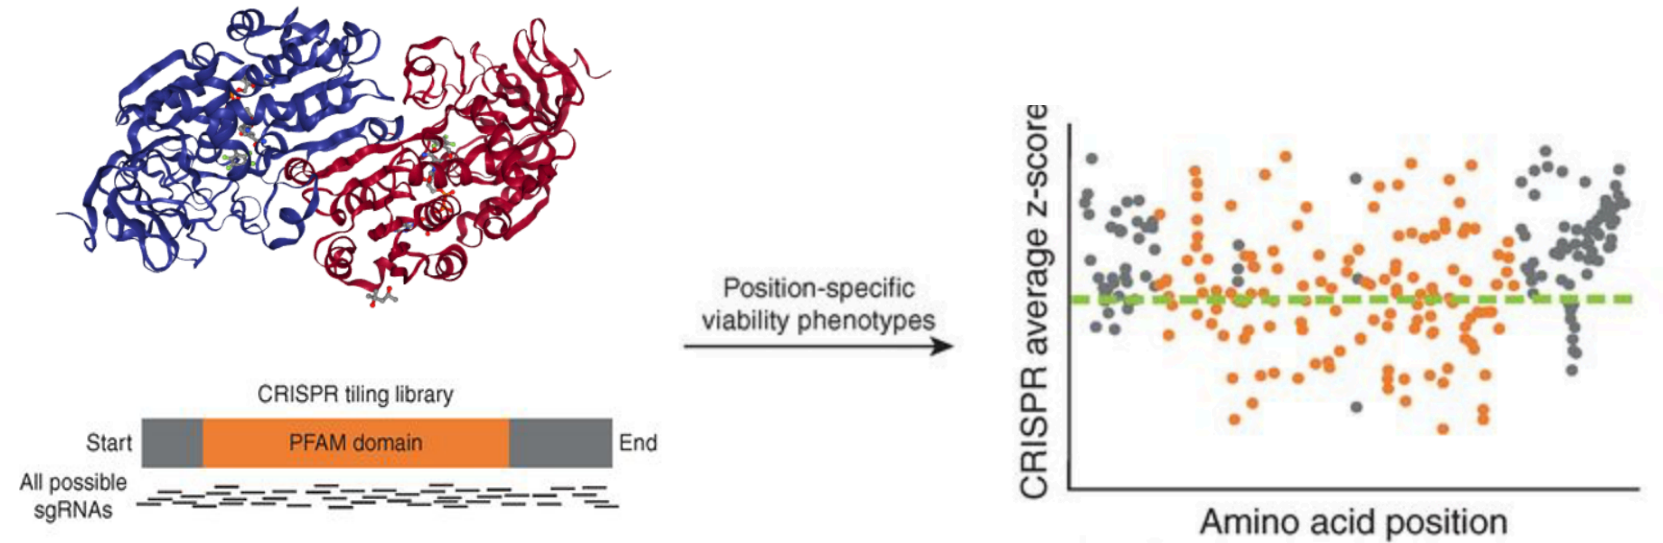 CRISPR tiling library
Start
PFAM domain
End
All possible
sgRNAs
Position-specific
viability phenotypes
CRISPR average z-score
Amino acid position